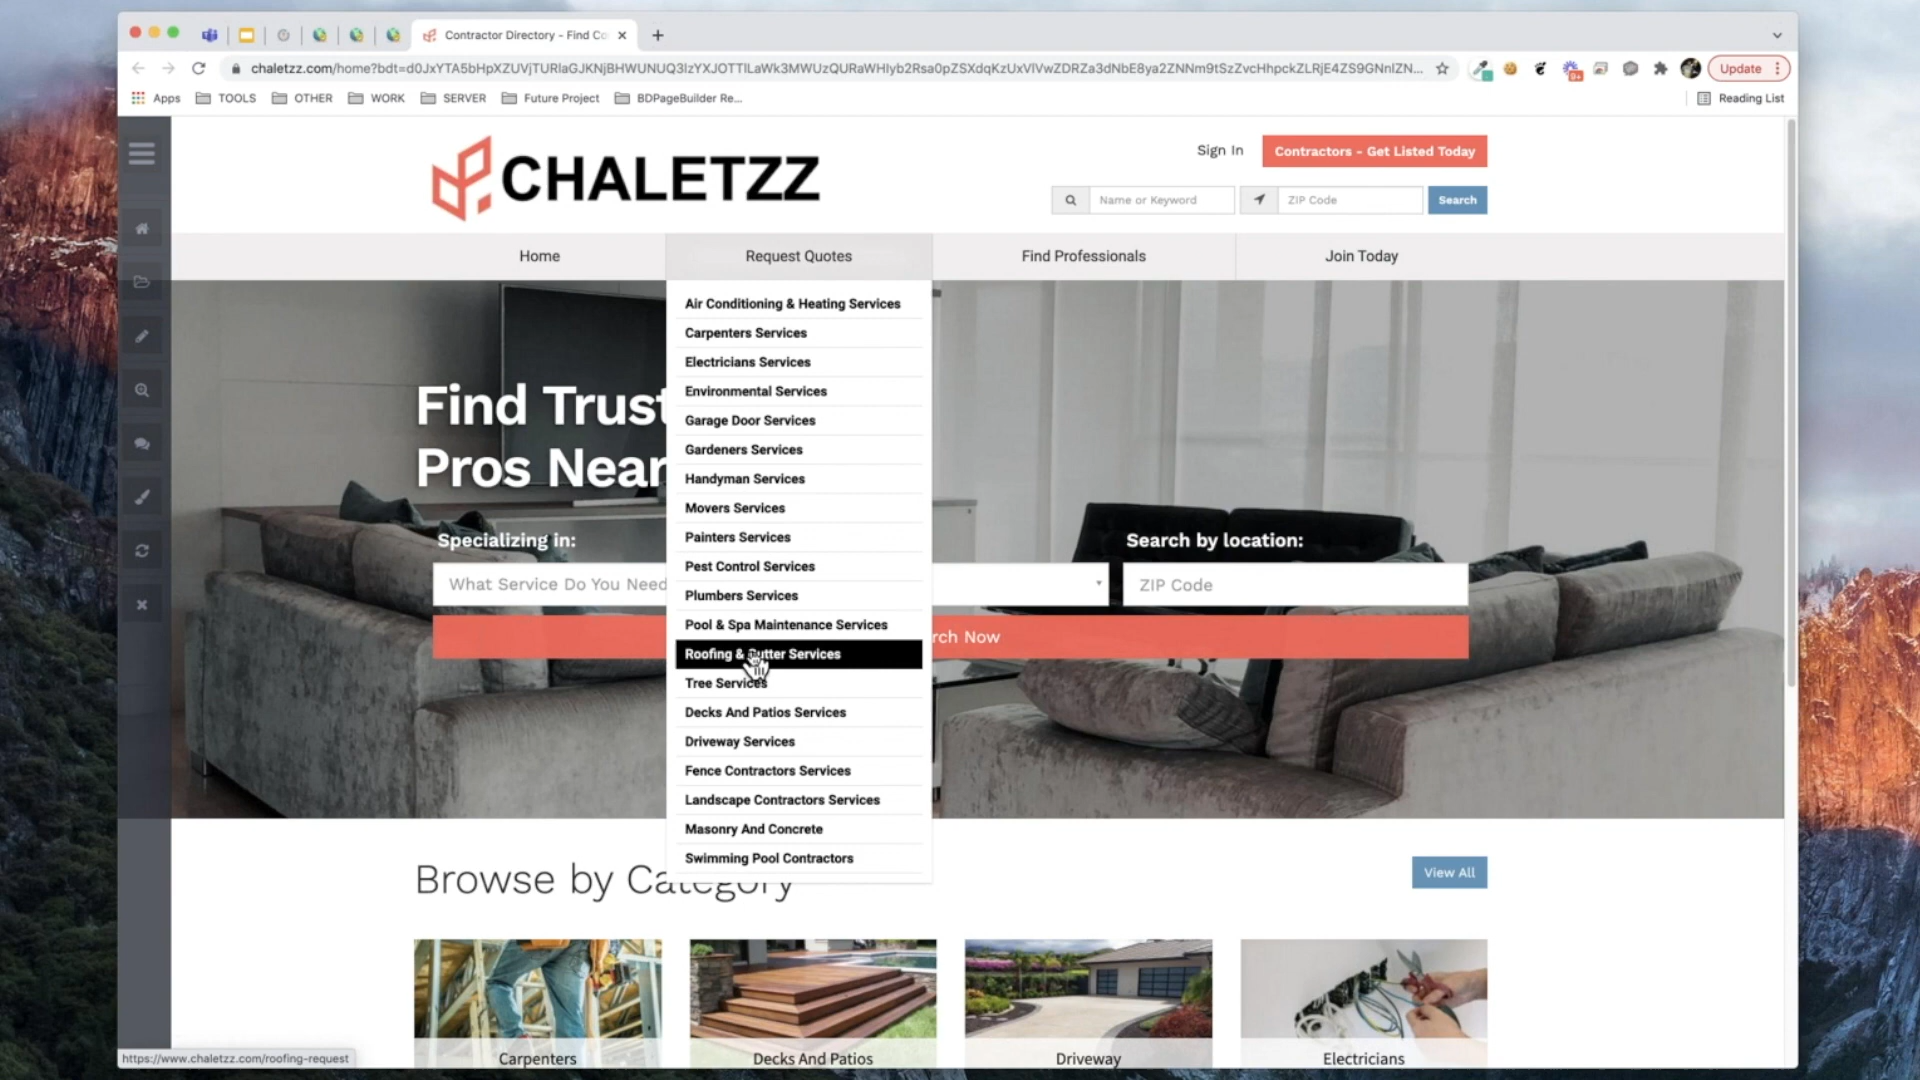 Contractor Directory - Find Co
chaletzz.com/home?bdt=
Update
Apps
TOOLS
OTHER
WORK
SERVER
Future Project
BDPageBuilder Re...
Reading List
CHALETZZ
Sign In
Contractors - Get Listed Today
Name or Keyword
ZIP Code
Search
Home
Request Quotes
Find Professionals
Join Today
Air Conditioning & Heating Services
Carpenters Services
Electricians Services
Environmental Services
Garage Door Services
Gardeners Services
Handyman Services
Movers Services
Painters Services
Pest Control Services
Plumbers Services
Pool & Spa Maintenance Services
Roofing & Gutter Services
Tree Services
Decks And Patios Services
Driveway Services
Fence Contractors Services
Landscape Contractors Services
Masonry And Concrete
Swimming Pool Contractors
Find Trust
Pros Near
Specializing in:
Search by location:
What Service Do You Need
ZIP Code
rch Now
Browse by Category
View All
Carpenters
Decks And Patios
Driveway
Electricians
https://www.chaletzz.com/roofing-request